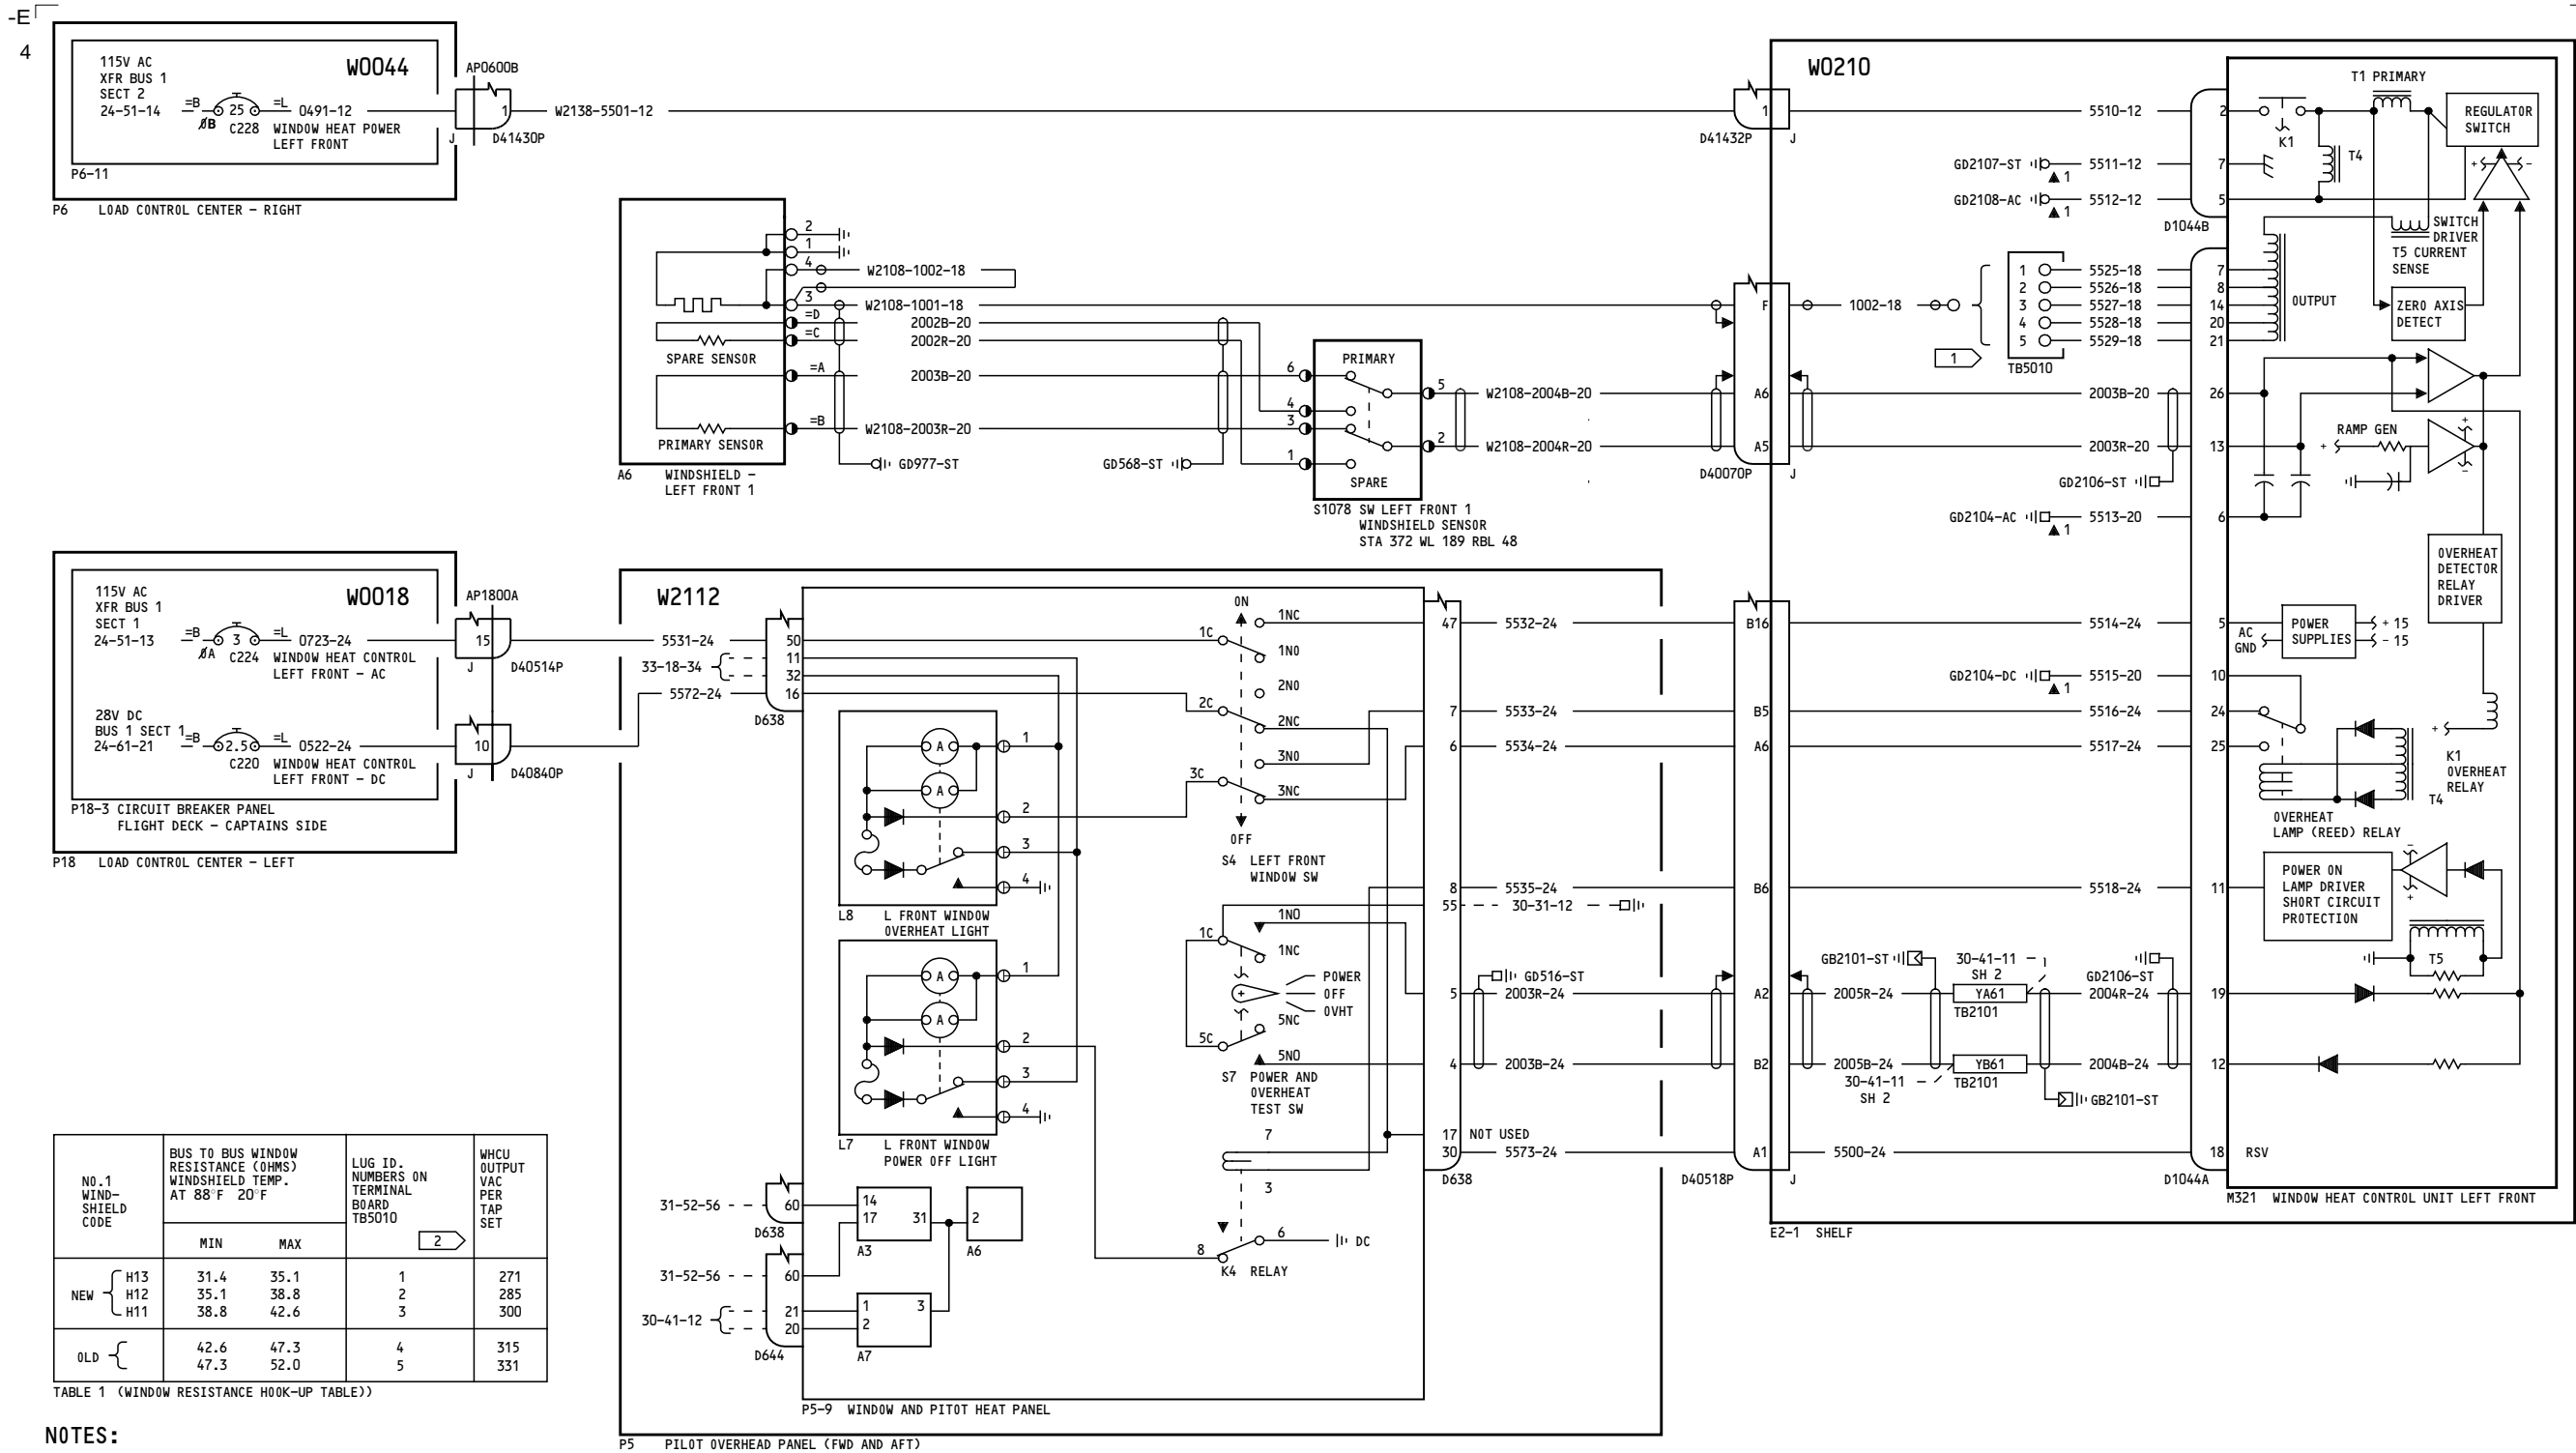 -E
4
115V AC
XFR BUS 1
SECT 2
24-51-14
W0044
=B
25
=L
0491-12
ØB
C228
WINDOW HEAT POWER
LEFT FRONT
P6-11
P6 LOAD CONTROL CENTER - RIGHT
AP0600B
1
J
D41430P
W2138-5501-12
1
D41432P
J
W0210
5510-12
2
GD2107-ST
5511-12
7
1
GD2108-AC
5512-12
5
1
D1044B
T1 PRIMARY
K1
T4
REGULATOR
SWITCH
+
-
SWITCH
DRIVER
T5 CURRENT
SENSE
OUTPUT
ZERO AXIS
DETECT
2
1
4
W2108-1002-18
3
W2108-1001-18
=D
2002B-20
=C
2002R-20
SPARE SENSOR
=A
2003B-20
=B
W2108-2003R-20
PRIMARY SENSOR
GD977-ST
GD568-ST
A6 WINDSHIELD -
LEFT FRONT 1
PRIMARY
6
5
4
3
2
1
SPARE
W2108-2004B-20
W2108-2004R-20
S1078 SW LEFT FRONT 1
WINDSHIELD SENSOR
STA 372 WL 189 RBL 48
F
A6
A5
D40070P
J
1002-18
1
1 5525-18 7
2 5526-18 8
3 5527-18 14
4 5528-18 20
5 5529-18 21
TB5010
2003B-20 26
2003R-20 13
GD2106-ST
GD2104-AC 5513-20 6
1
RAMP GEN
+
+
-
OVERHEAT
DETECTOR
RELAY
DRIVER
115V AC
XFR BUS 1
SECT 1
24-51-13
W0018
=B
3
=L
0723-24
ØA
C224
WINDOW HEAT CONTROL
LEFT FRONT - AC
28V DC
BUS 1 SECT 1
24-61-21
=B
2.5
=L
0522-24
C220
WINDOW HEAT CONTROL
LEFT FRONT - DC
P18-3 CIRCUIT BREAKER PANEL
FLIGHT DECK - CAPTAINS SIDE
P18 LOAD CONTROL CENTER - LEFT
AP1800A
15
J
D40514P
10
J
D40840P
W2112
5531-24
33-18-34
5572-24
50
11
32
16
D638
A
A
1
2
3
4
L8 L FRONT WINDOW
OVERHEAT LIGHT
A
A
1
2
3
4
L7 L FRONT WINDOW
POWER OFF LIGHT
ON
1NC
1C
1NO
2NO
2C
2NC
3NO
3C
3NC
OFF
S4 LEFT FRONT
WINDOW SW
1NO
1C
1NC
POWER
OFF
OVHT
+
5NC
5C
5NO
S7 POWER AND
OVERHEAT
TEST SW
7
3
8
6
DC
K4 RELAY
47 5532-24 B16 5514-24 5
7 5533-24 B5 5516-24 24
6 5534-24 A6 5517-24 25
8 5535-24 B6 5518-24 11
55 30-31-12
GD516-ST
5 2003R-24 A2 2005R-24 YA61 2004R-24 19
TB2101
4 2003B-24 B2 2005B-24 YB61 2004B-24 12
TB2101
17 NOT USED
30 5573-24 A1 5500-24 18 RSV
D638
D40518P
J
D1044A
GD2104-DC 5515-20 10
1
GB2101-ST
30-41-11
SH 2
GD2106-ST
30-41-11
SH 2
GB2101-ST
AC
GND
POWER
SUPPLIES
+ 15
- 15
+
K1
OVERHEAT
RELAY
T4
OVERHEAT
LAMP (REED) RELAY
POWER ON
LAMP DRIVER
SHORT CIRCUIT
PROTECTION
-
+
T5
M321 WINDOW HEAT CONTROL UNIT LEFT FRONT
E2-1 SHELF
31-52-56
60
D638
31-52-56
60
30-41-12
21
20
D644
14
17
31
A3
2
A6
1
2
3
A7
P5-9 WINDOW AND PITOT HEAT PANEL
P5 PILOT OVERHEAD PANEL (FWD AND AFT)
NO.1
WIND-
SHIELD
CODE
BUS TO BUS WINDOW
RESISTANCE (OHMS)
WINDSHIELD TEMP.
AT 88°F 20°F
MIN MAX
LUG ID.
NUMBERS ON
TERMINAL
BOARD
TB5010
2
WHCU
OUTPUT
VAC
PER
TAP
SET
NEW
H13 31.4 35.1 1 271
H12 35.1 38.8 2 285
H11 38.8 42.6 3 300
OLD
42.6 47.3 4 315
47.3 52.0 5 331
TABLE 1 (WINDOW RESISTANCE HOOK-UP TABLE))
NOTES: